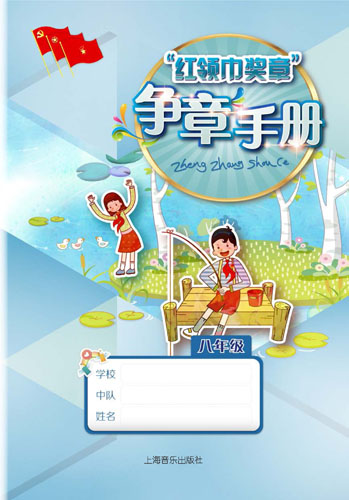 “红领巾奖章”
争章手册
Zheng Zhang Shou Ce
八年级
学校
中队
姓名
上海音乐出版社